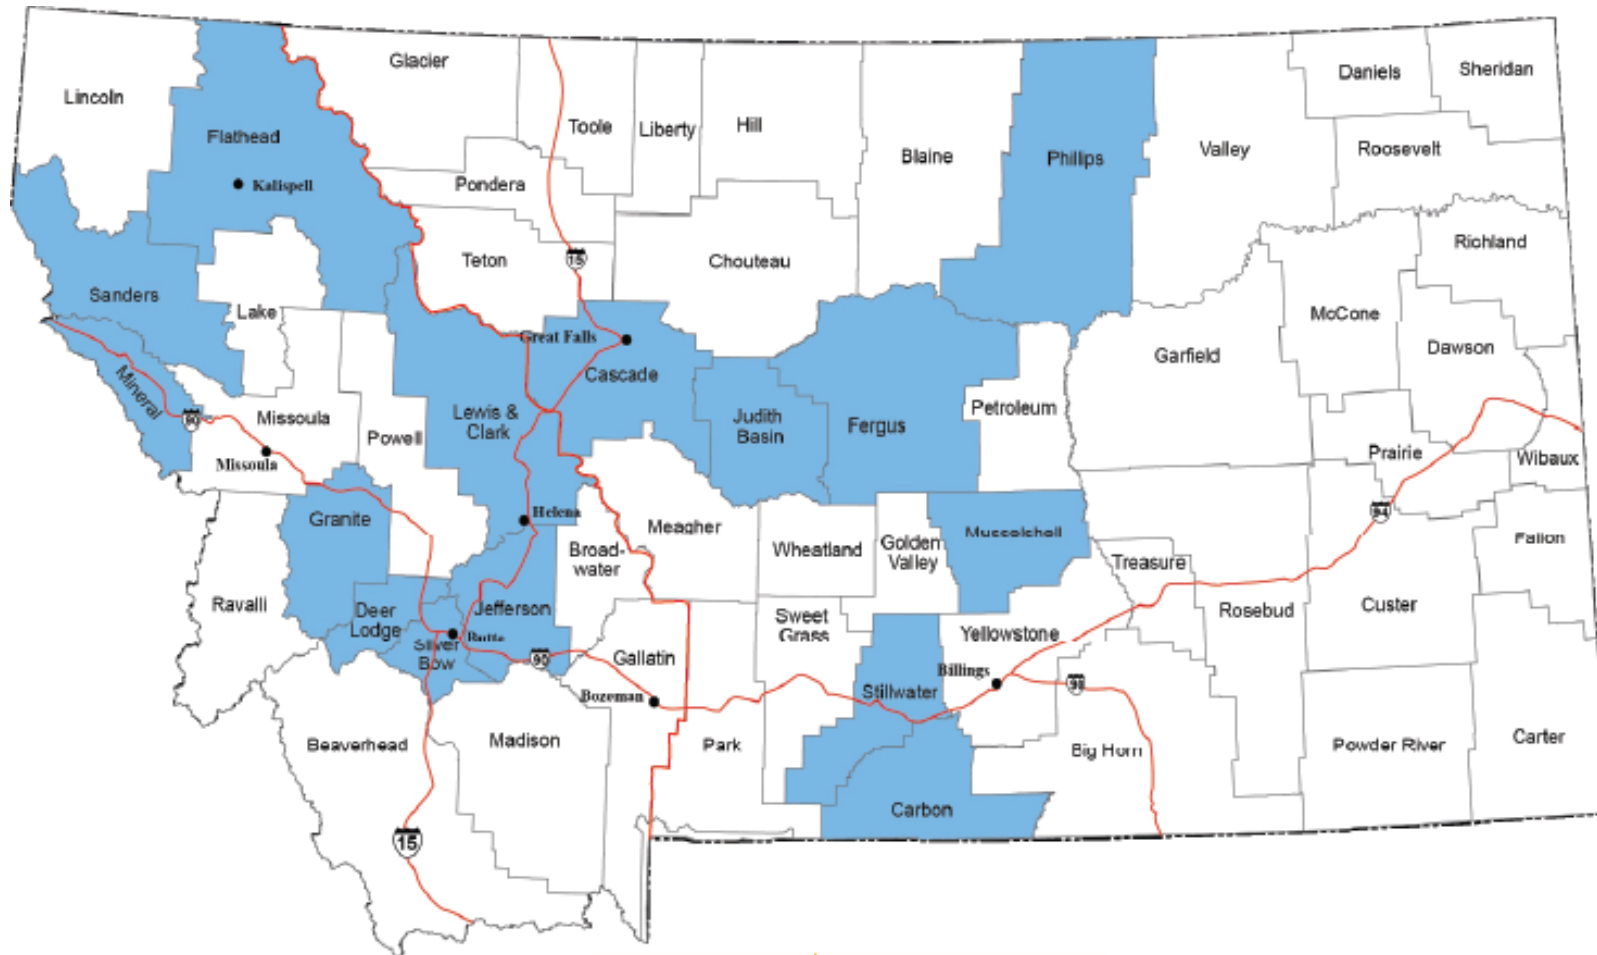 Glacier
Daniels
Sheridan
Lincoln
Toole
Liberty
Hill
Flathead
Kalispell
Blaine
Phillips
Valley
Roosevelt
Pondera
Teton
15
Chouteau
Richland
Sanders
Lake
McCone
Great Falls
Cascade
Garfield
Dawson
Mineral
90
Missoula
Lewis &
Clark
Powell
Judith
Basin
Fergus
Petroleum
Missoula
Prairie
Wibaux
94
Granite
Helena
Meagher
Broad-
water
Wheatland
Golden
Valley
Fallon
Treasure
Ravalli
Deer
Lodge
Jefferson
Sweet
Grass
Rosebud
Custer
Butte
Silver
Bow
90
Gallatin
Yellowstone
Bozeman
Billings
Stillwater
Beaverhead
Madison
Park
Big Horn
Powder River
Carter
Carbon
15